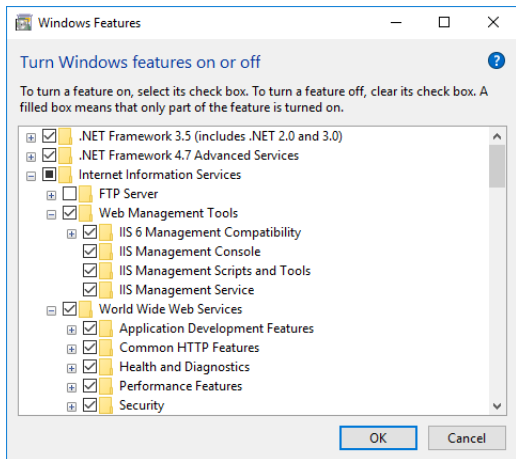 Windows Features
Turn Windows features on or off
To turn a feature on, select its check box. To turn a feature off, clear its check box. A
filled box means that only part of the feature is turned on.
.NET Framework 3.5 (includes .NET 2.0 and 3.0)
.NET Framework 4.7 Advanced Services
Internet Information Services
FTP Server
Web Management Tools
IIS 6 Management Compatibility
IIS Management Console
IIS Management Scripts and Tools
IIS Management Service
World Wide Web Services
Application Development Features
Common HTTP Features
Health and Diagnostics
Performance Features
Security
OK Cancel